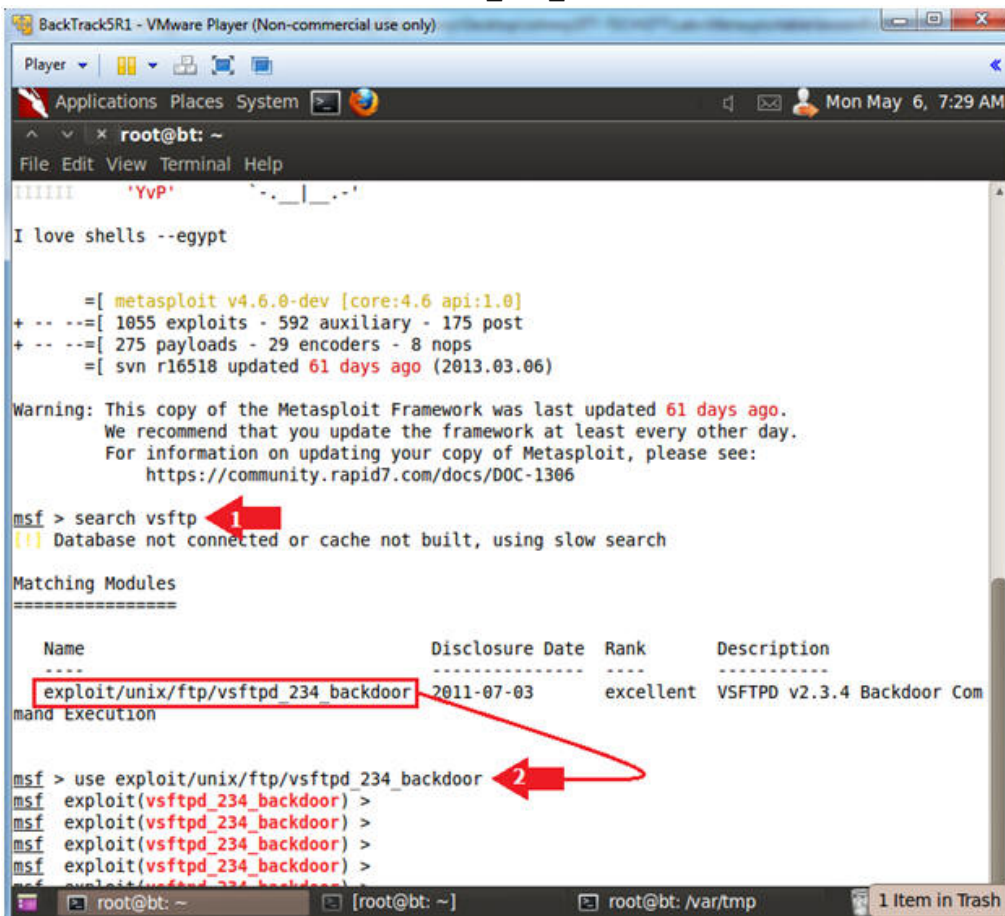 BackTrack5R1 - VMware Player (Non-commercial use only)
Player
Applications Places System Mon May 6, 7:29 AM
root@bt: ~
File Edit View Terminal Help
IIIIII 'YvP' `-.__|__.-'
I love shells --egypt
=[ metasploit v4.6.0-dev [core:4.6 api:1.0]
+ -- --=[ 1055 exploits - 592 auxiliary - 175 post
+ -- --=[ 275 payloads - 29 encoders - 8 nops
=[ svn r16518 updated 61 days ago (2013.03.06)
Warning: This copy of the Metasploit Framework was last updated 61 days ago.
We recommend that you update the framework at least every other day.
For information on updating your copy of Metasploit, please see:
https://community.rapid7.com/docs/DOC-1306
msf > search vsftp 1
[!] Database not connected or cache not built, using slow search
Matching Modules
================
Name Disclosure Date Rank Description
---- --------------- ---- -----------
exploit/unix/ftp/vsftpd_234_backdoor 2011-07-03 excellent VSFTPD v2.3.4 Backdoor Com
mand Execution
msf > use exploit/unix/ftp/vsftpd_234_backdoor 2
msf exploit(vsftpd_234_backdoor) >
msf exploit(vsftpd_234_backdoor) >
msf exploit(vsftpd_234_backdoor) >
msf exploit(vsftpd_234_backdoor) >
msf exploit(vsftpd_234_backdoor) >
root@bt: ~ [root@bt: ~] root@bt: /var/tmp 1 Item in Trash